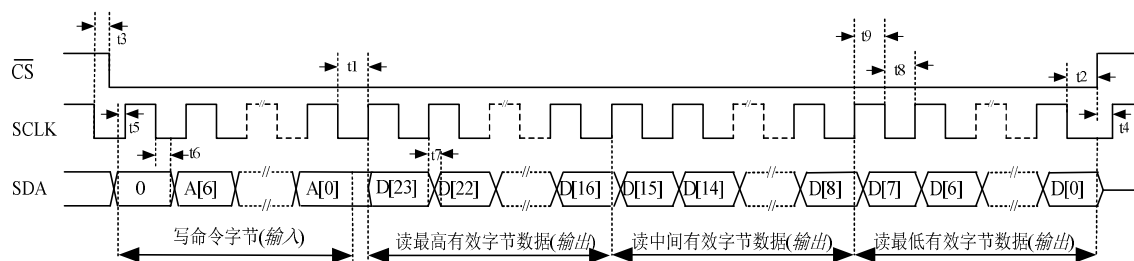 t3
t9
t1
t8
t2
CS
t5
t4
SCLK
t6
t7
SDA
0
A[6]
A[0]
D[23]
D[22]
D[16]
D[15]
D[14]
D[8]
D[7]
D[6]
D[0]
写命令字节(输入)
读最高有效字节数据(输出)
读中间有效字节数据(输出)
读最低有效字节数据(输出)